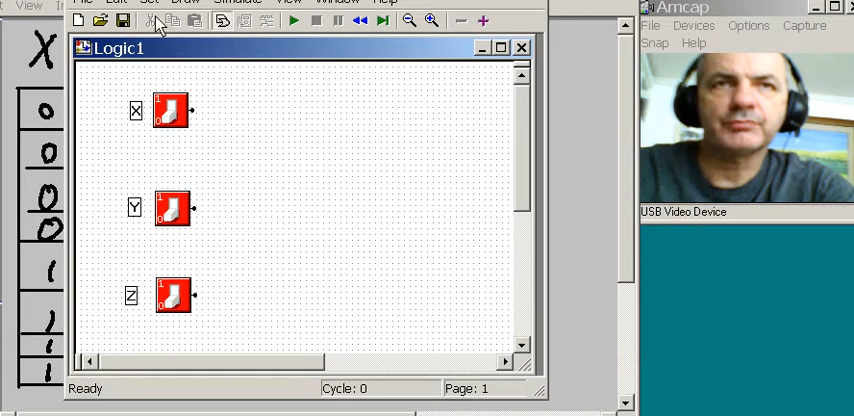 File Edit Set Draw Simulate View Window Help
Logic1
X 1 0
Y 1 0
Z 1 0
Ready Cycle: 0 Page: 1
X
0
0
0
0
1
1
1
1
Amcap
File Options
Devices Capture
Snap Help
USB Video Device